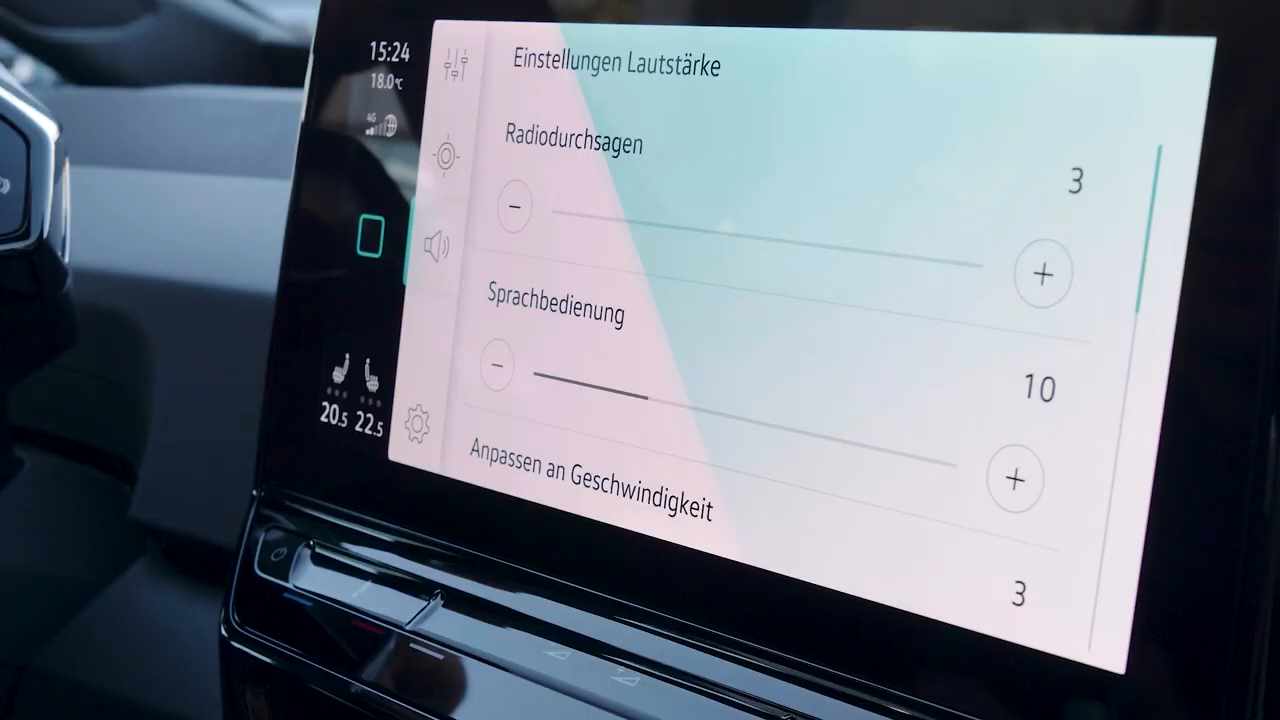 15:24
18.0°C
4G
20.5 22.5
Einstellungen Lautstärke
Radiodurchsagen
3
Sprachbedienung
10
Anpassen an Geschwindigkeit
3